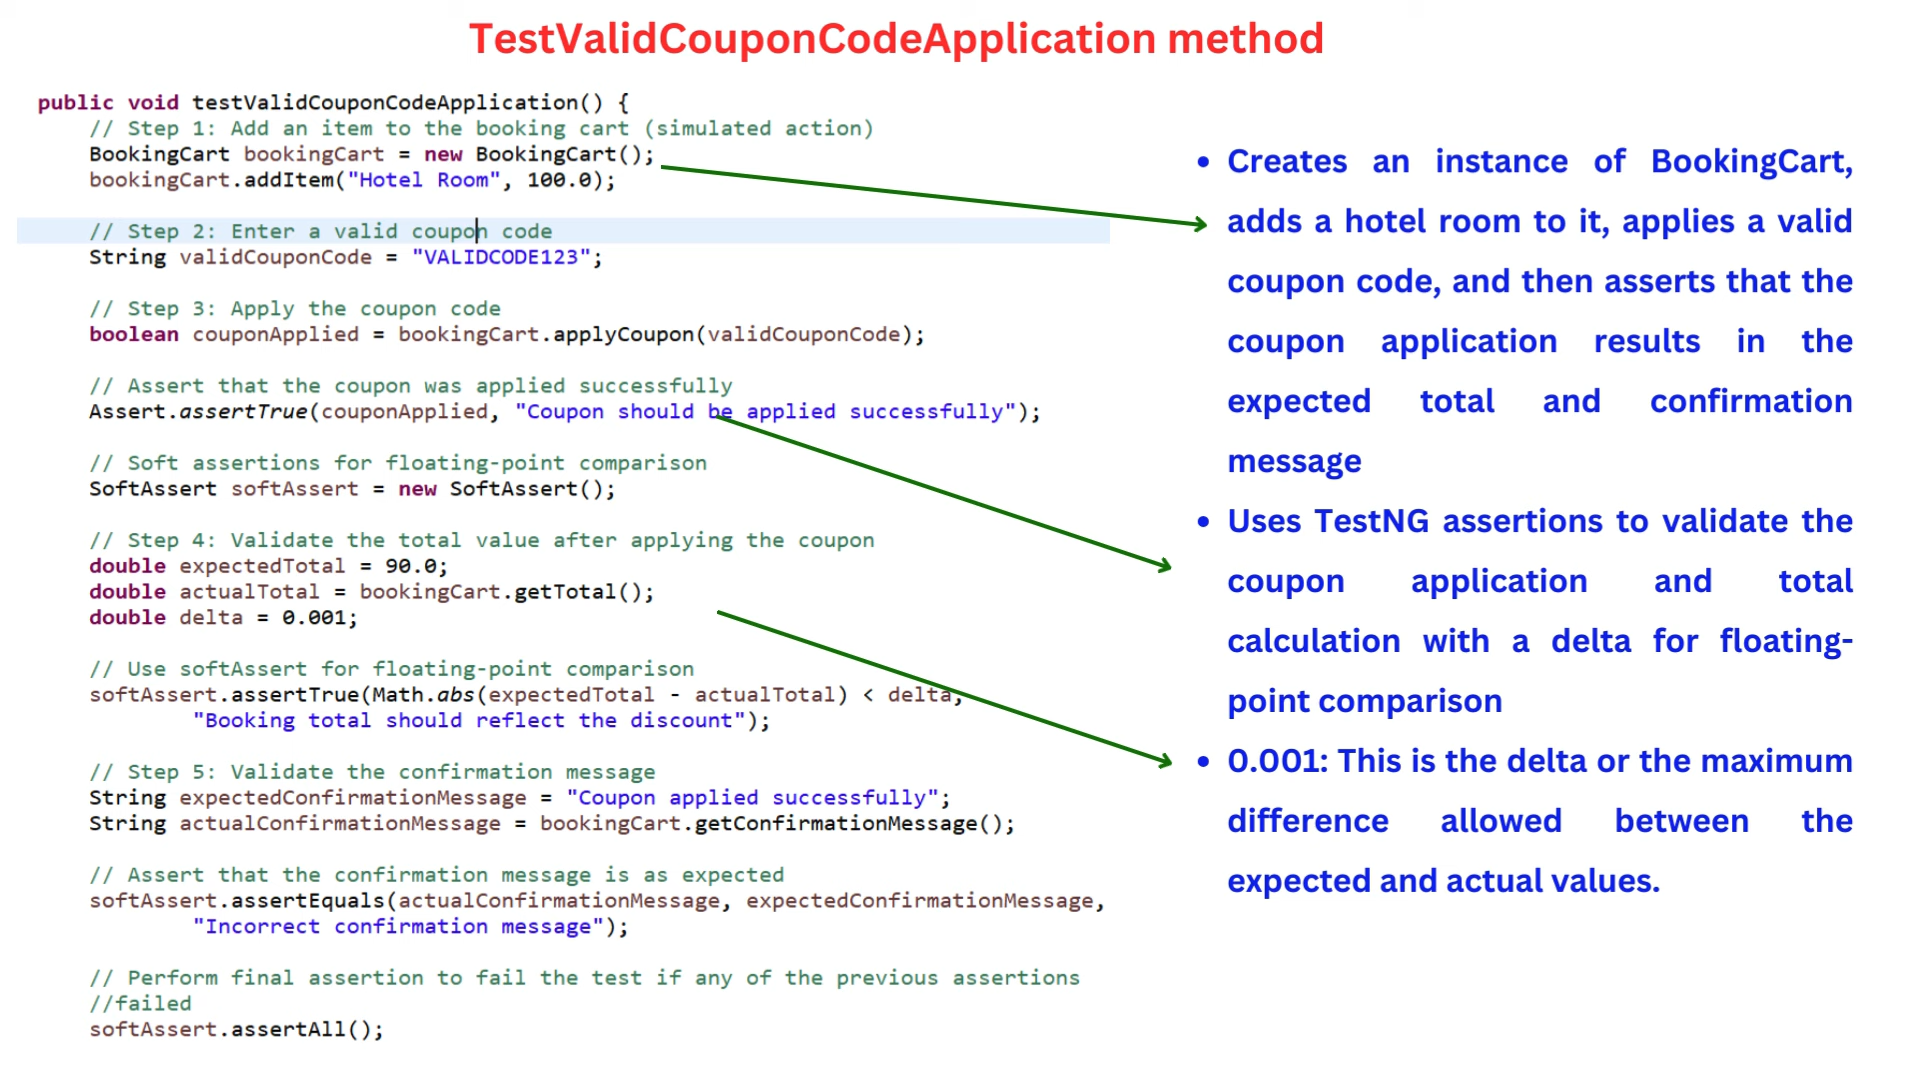 TestValidCouponCodeApplication method
public void testValidCouponCodeApplication() {
// Step 1: Add an item to the booking cart (simulated action)
BookingCart bookingCart = new BookingCart();
bookingCart.addItem("Hotel Room", 100.0);
// Step 2: Enter a valid coupon code
String validCouponCode = "VALIDCODE123";
// Step 3: Apply the coupon code
boolean couponApplied = bookingCart.applyCoupon(validCouponCode);
// Assert that the coupon was applied successfully
Assert.assertTrue(couponApplied, "Coupon should be applied successfully");
// Soft assertions for floating-point comparison
SoftAssert softAssert = new SoftAssert();
// Step 4: Validate the total value after applying the coupon
double expectedTotal = 90.0;
double actualTotal = bookingCart.getTotal();
double delta = 0.001;
// Use softAssert for floating-point comparison
softAssert.assertTrue(Math.abs(expectedTotal - actualTotal) < delta,
"Booking total should reflect the discount");
// Step 5: Validate the confirmation message
String expectedConfirmationMessage = "Coupon applied successfully";
String actualConfirmationMessage = bookingCart.getConfirmationMessage();
// Assert that the confirmation message is as expected
softAssert.assertEquals(actualConfirmationMessage, expectedConfirmationMessage,
"Incorrect confirmation message");
// Perform final assertion to fail the test if any of the previous assertions
//failed
softAssert.assertAll();
• Creates an instance of BookingCart,
adds a hotel room to it, applies a valid
coupon code, and then asserts that the
coupon application results in the
expected total and confirmation
message
• Uses TestNG assertions to validate the
coupon application and total
calculation with a delta for floating-
point comparison
• 0.001: This is the delta or the maximum
difference allowed between the
expected and actual values.